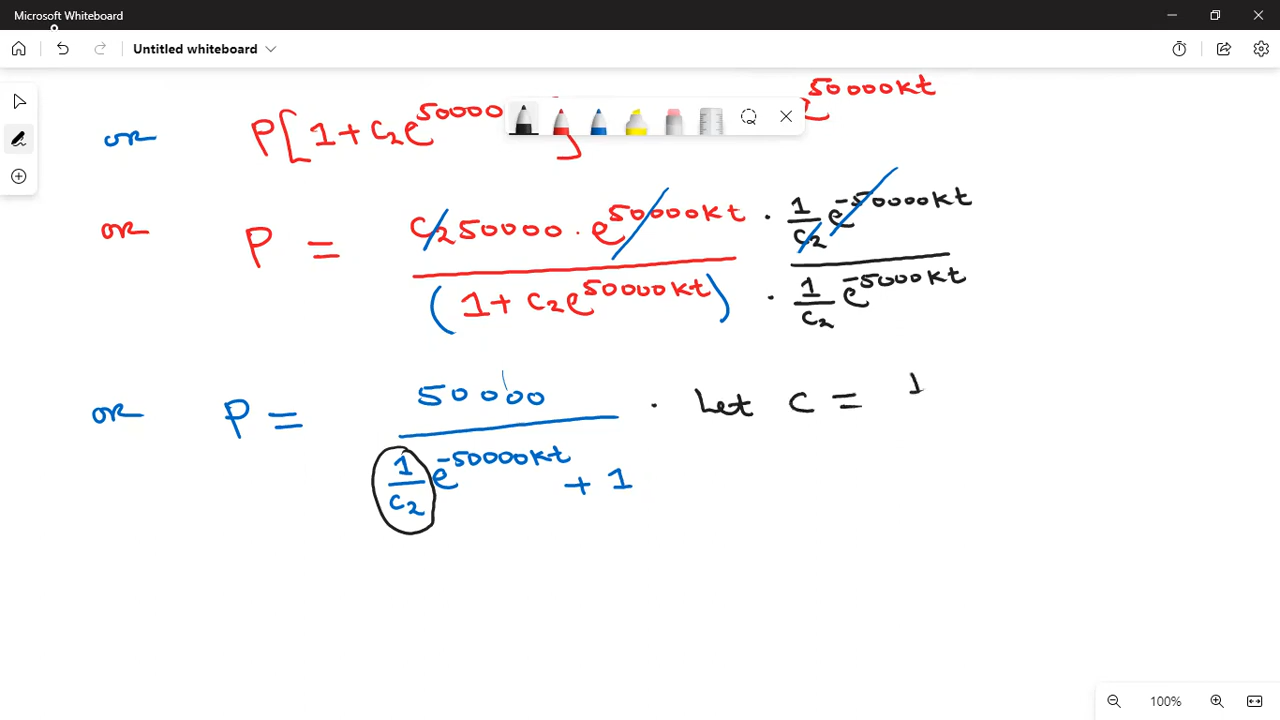 Microsoft Whiteboard
Untitled whiteboard
or P[1+c₂e^50000 ] e^50000kt
or P = c₂50000 · e^50000kt · 1/c₂ e^-50000kt
(1+c₂e^50000kt) · 1/c₂ e^-50000kt
or P = 50000 . Let c = 1
1/c₂ e^-50000kt + 1
100%